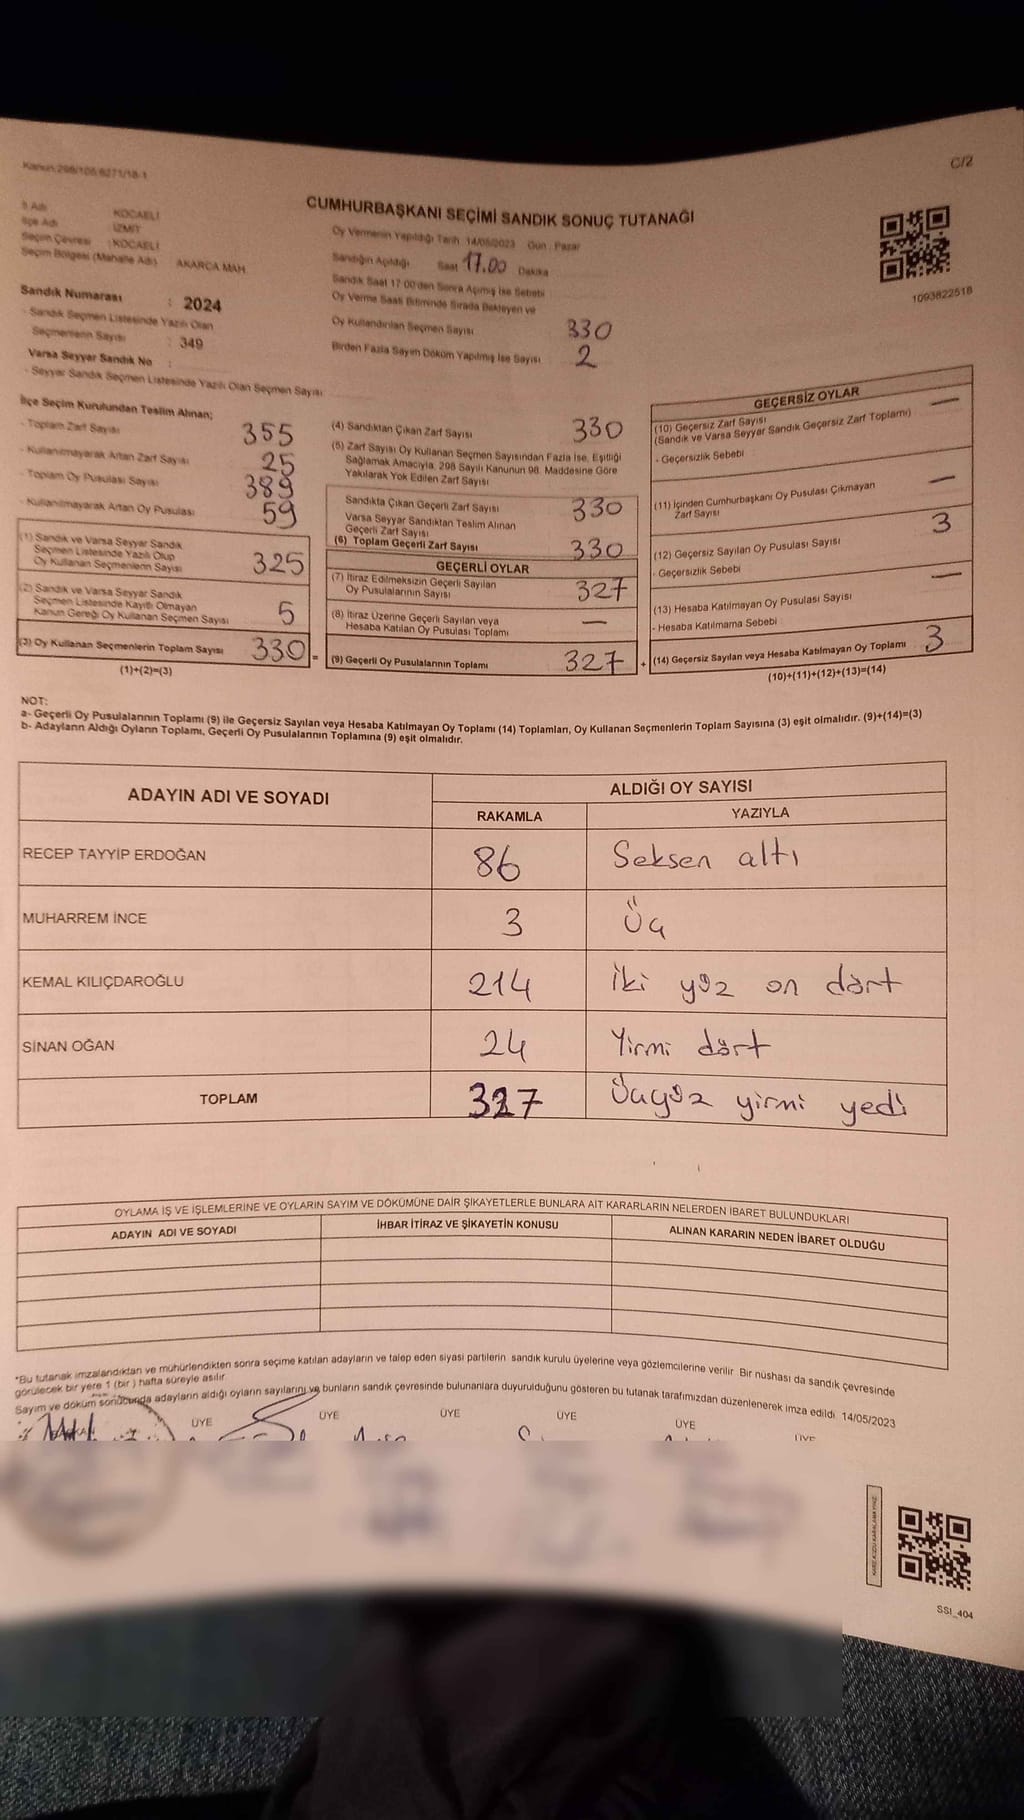 Kanun:298/105 6271/18-1
C/2
CUMHURBAŞKANI SEÇİMİ SANDIK SONUÇ TUTANAĞI
İl Adı KOCAELİ
İlçe Adı İZMİT
Seçim Çevresi : KOCAELİ
Seçim Bölgesi (Mahalle Adı) AKARCA MAH.
Sandık Numarası : 2024
- Sandık Seçmen Listesinde Yazılı Olan
Seçmenlerin Sayısı : 349
Varsa Seyyar Sandık No :
- Seyyar Sandık Seçmen Listesinde Yazılı Olan Seçmen Sayısı
Oy Vermenin Yapıldığı Tarih 14/05/2023 Gün : Pazar
Sandığın Açıldığı Saat 17.00 Dakika
Sandık Saat 17 00'den Sonra Açımış İse Sebebi
Oy Verme Saati Bitiminde Sırada Bekleyen ve
Oy Kullandırılan Seçmen Sayısı 330
Birden Fazla Sayım Döküm Yapılmış İse Sayısı 2
1093822518
İlçe Seçim Kurulundan Teslim Alınan;
- Toplam Zarf Sayısı 355
- Kullanılmayarak Artan Zarf Sayısı 25
- Toplam Oy Pusulası Sayısı 389
- Kullanılmayarak Artan Oy Pusulası 59
(1) Sandık ve Varsa Seyyar Sandık
Seçmen Listesinde Yazılı Olup
Oy Kullanan Seçmenlerin Sayısı 325
(2) Sandık ve Varsa Seyyar Sandık
Seçmen Listesinde Kayıtlı Olmayan
Kanun Gereği Oy Kullanan Seçmen Sayısı 5
(3) Oy Kullanan Seçmenlerin Toplam Sayısı 330 =
(1)+(2)=(3)
(4) Sandıktan Çıkan Zarf Sayısı 330
(5) Zarf Sayısı Oy Kullanan Seçmen Sayısından Fazla İse, Eşitliği
Sağlamak Amacıyla, 298 Sayılı Kanunun 98. Maddesine Göre
Yakılarak Yok Edilen Zarf Sayısı
Sandıkta Çıkan Geçerli Zarf Sayısı 330
Varsa Seyyar Sandıktan Teslim Alınan
Geçerli Zarf Sayısı
(6) Toplam Geçerli Zarf Sayısı 330
GEÇERLİ OYLAR
(7) İtiraz Edilmeksizin Geçerli Sayılan
Oy Pusulalarının Sayısı 327
(8) İtiraz Üzerine Geçerli Sayılan veya
Hesaba Katılan Oy Pusulası Toplamı —
(9) Geçerli Oy Pusulalarının Toplamı 327 +
GEÇERSİZ OYLAR
(10) Geçersiz Zarf Sayısı —
(Sandık ve Varsa Seyyar Sandık Geçersiz Zarf Toplamı)
- Geçersizlik Sebebi
(11) İçinden Cumhurbaşkanı Oy Pusulası Çıkmayan —
Zarf Sayısı
(12) Geçersiz Sayılan Oy Pusulası Sayısı 3
- Geçersizlik Sebebi
(13) Hesaba Katılmayan Oy Pusulası Sayısı —
- Hesaba Katılmama Sebebi
(14) Geçersiz Sayılan veya Hesaba Katılmayan Oy Toplamı 3
(10)+(11)+(12)+(13)=(14)
NOT:
a- Geçerli Oy Pusulalarının Toplamı (9) ile Geçersiz Sayılan veya Hesaba Katılmayan Oy Toplamı (14) Toplamları, Oy Kullanan Seçmenlerin Toplam Sayısına (3) eşit olmalıdır. (9)+(14)=(3)
b- Adayların Aldığı Oyların Toplamı, Geçerli Oy Pusulalarının Toplamına (9) eşit olmalıdır.
ADAYIN ADI VE SOYADI ALDIĞI OY SAYISI
RAKAMLA YAZIYLA
RECEP TAYYİP ERDOĞAN 86 Seksen altı
MUHARREM İNCE 3 Üç
KEMAL KILIÇDAROĞLU 214 İki yüz on dört
SİNAN OĞAN 24 Yirmi dört
TOPLAM 327 Üçyüz yirmi yedi
OYLAMA İŞ VE İŞLEMLERİNE VE OYLARIN SAYIM VE DÖKÜMÜNE DAİR ŞİKAYETLERLE BUNLARA AİT KARARLARIN NELERDEN İBARET BULUNDUKLARI
ADAYIN ADI VE SOYADI İHBAR İTİRAZ VE ŞİKAYETİN KONUSU ALINAN KARARIN NEDEN İBARET OLDUĞU
*Bu tutanak imzalandıktan ve mühürlendikten sonra seçime katılan adayların ve talep eden siyasi partilerin sandık kurulu üyelerine veya gözlemcilerine verilir. Bir nüshası da sandık çevresinde
görülecek bir yere 1 (bir ) hafta süreyle asılır
Sayım ve döküm sonucunda adayların aldığı oyların sayılarını ve bunların sandık çevresinde bulunanlara duyurulduğunu gösteren bu tutanak tarafımızdan düzenlenerek imza edildi. 14/05/2023
ÜYE ÜYE ÜYE ÜYE ÜYE ÜYE
SSI_404